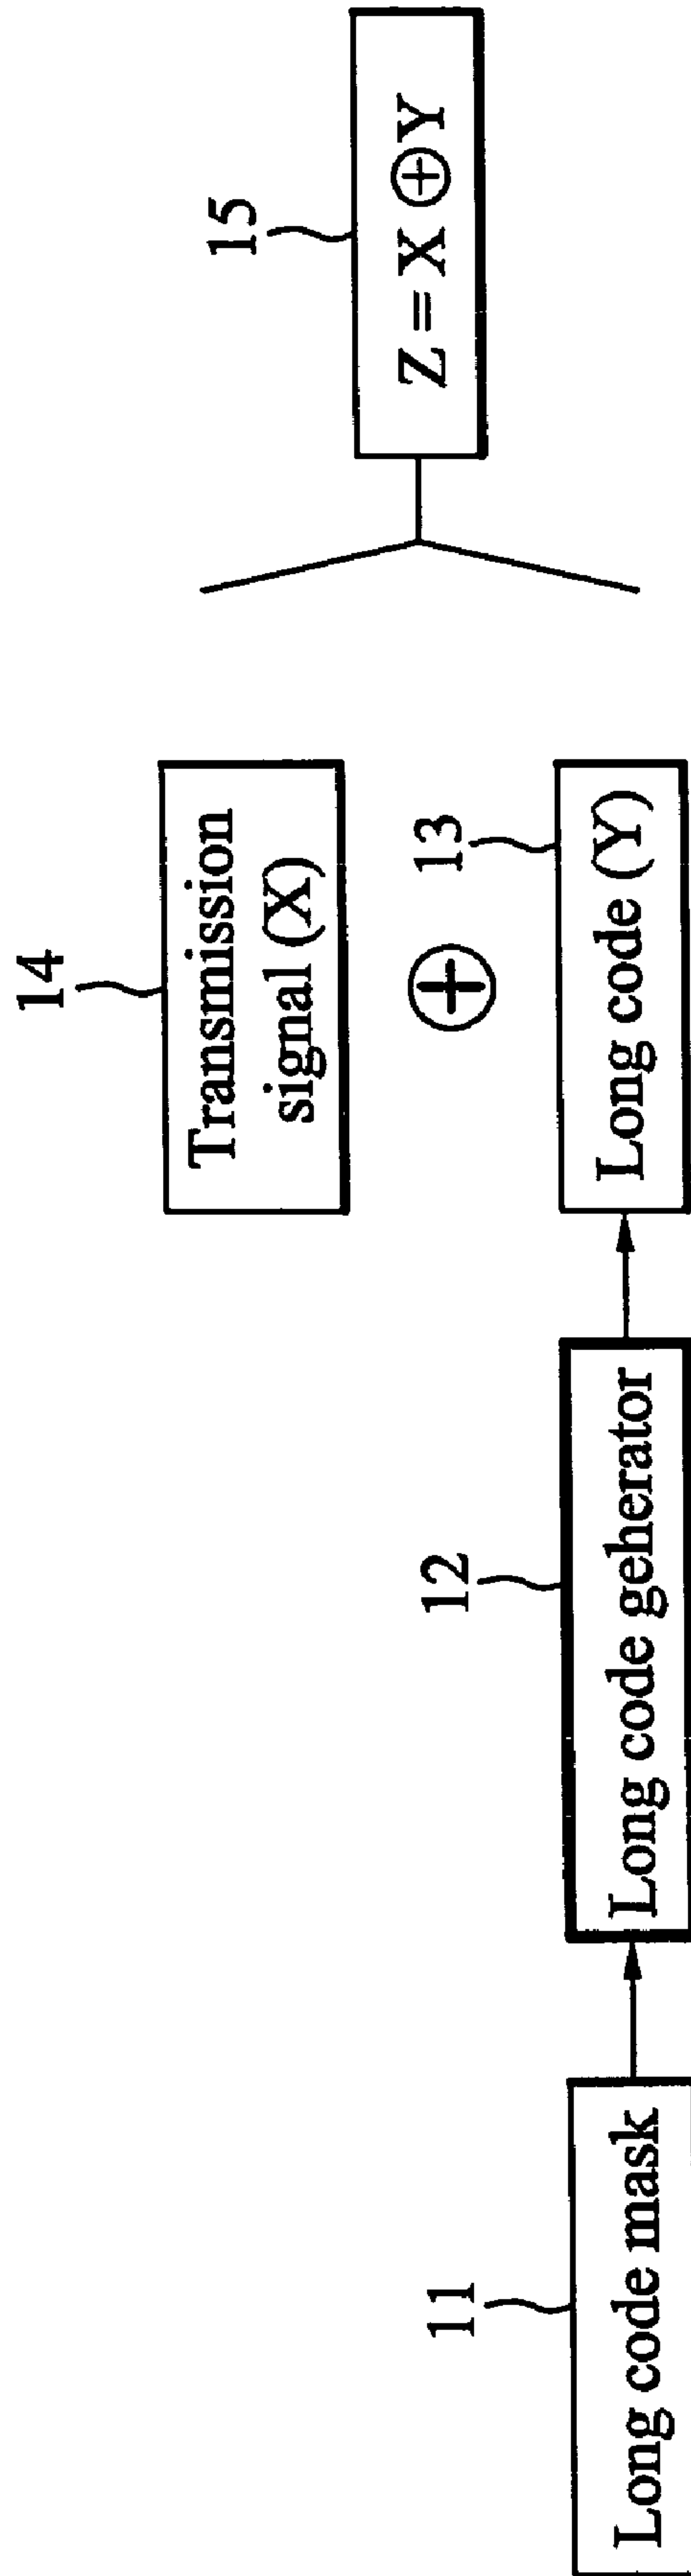 11
Long code mask
12
Long code geherator
14
Transmission
signal (X)
⊕
13
Long code (Y)
15
Z = X ⊕ Y